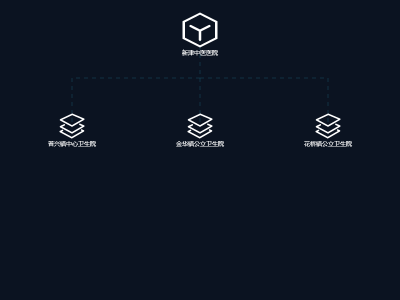 新津中医医院
普兴镇中心卫生院
金华镇公立卫生院
花桥镇公立卫生院